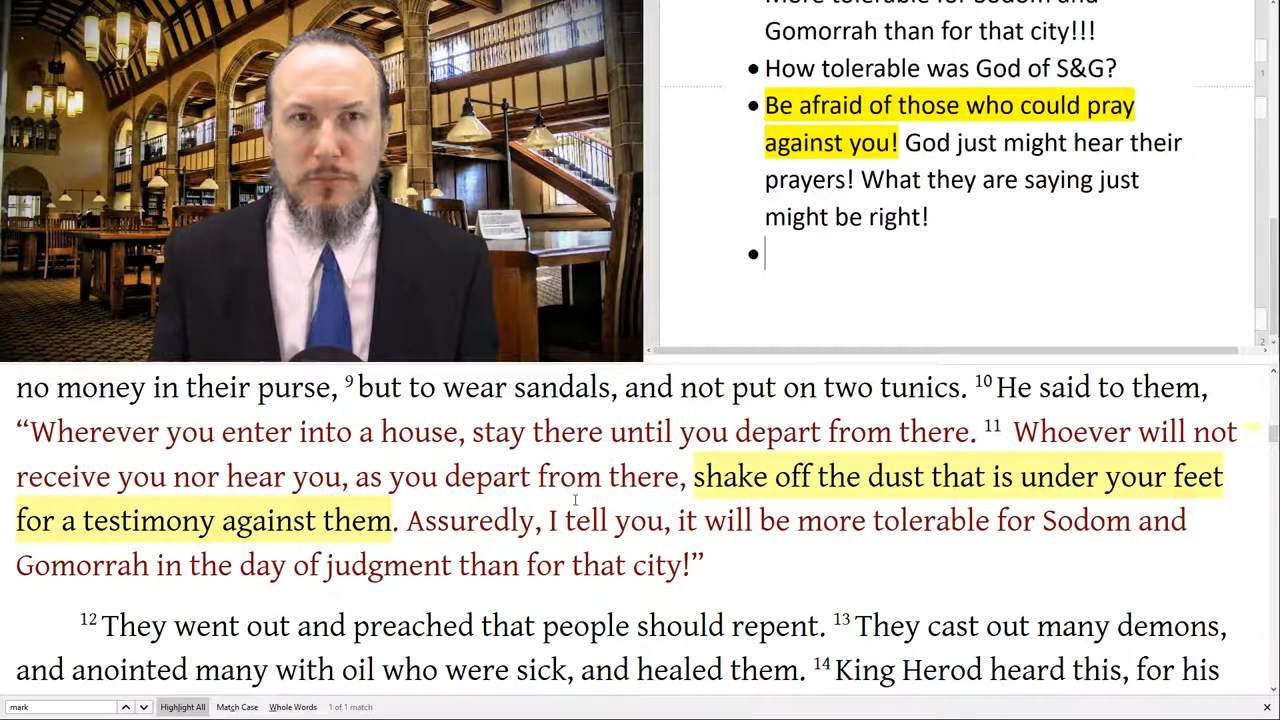 More tolerable for Sodom and
Gomorrah than for that city!!!
• How tolerable was God of S&G?
• Be afraid of those who could pray
against you! God just might hear their
prayers! What they are saying just
might be right!
•
no money in their purse, 9 but to wear sandals, and not put on two tunics. 10 He said to them,
“Wherever you enter into a house, stay there until you depart from there. 11 Whoever will not
receive you nor hear you, as you depart from there, shake off the dust that is under your feet
for a testimony against them. Assuredly, I tell you, it will be more tolerable for Sodom and
Gomorrah in the day of judgment than for that city!”
12 They went out and preached that people should repent. 13 They cast out many demons,
and anointed many with oil who were sick, and healed them. 14 King Herod heard this, for his
mark Highlight All Match Case Whole Words 1 of 1 match